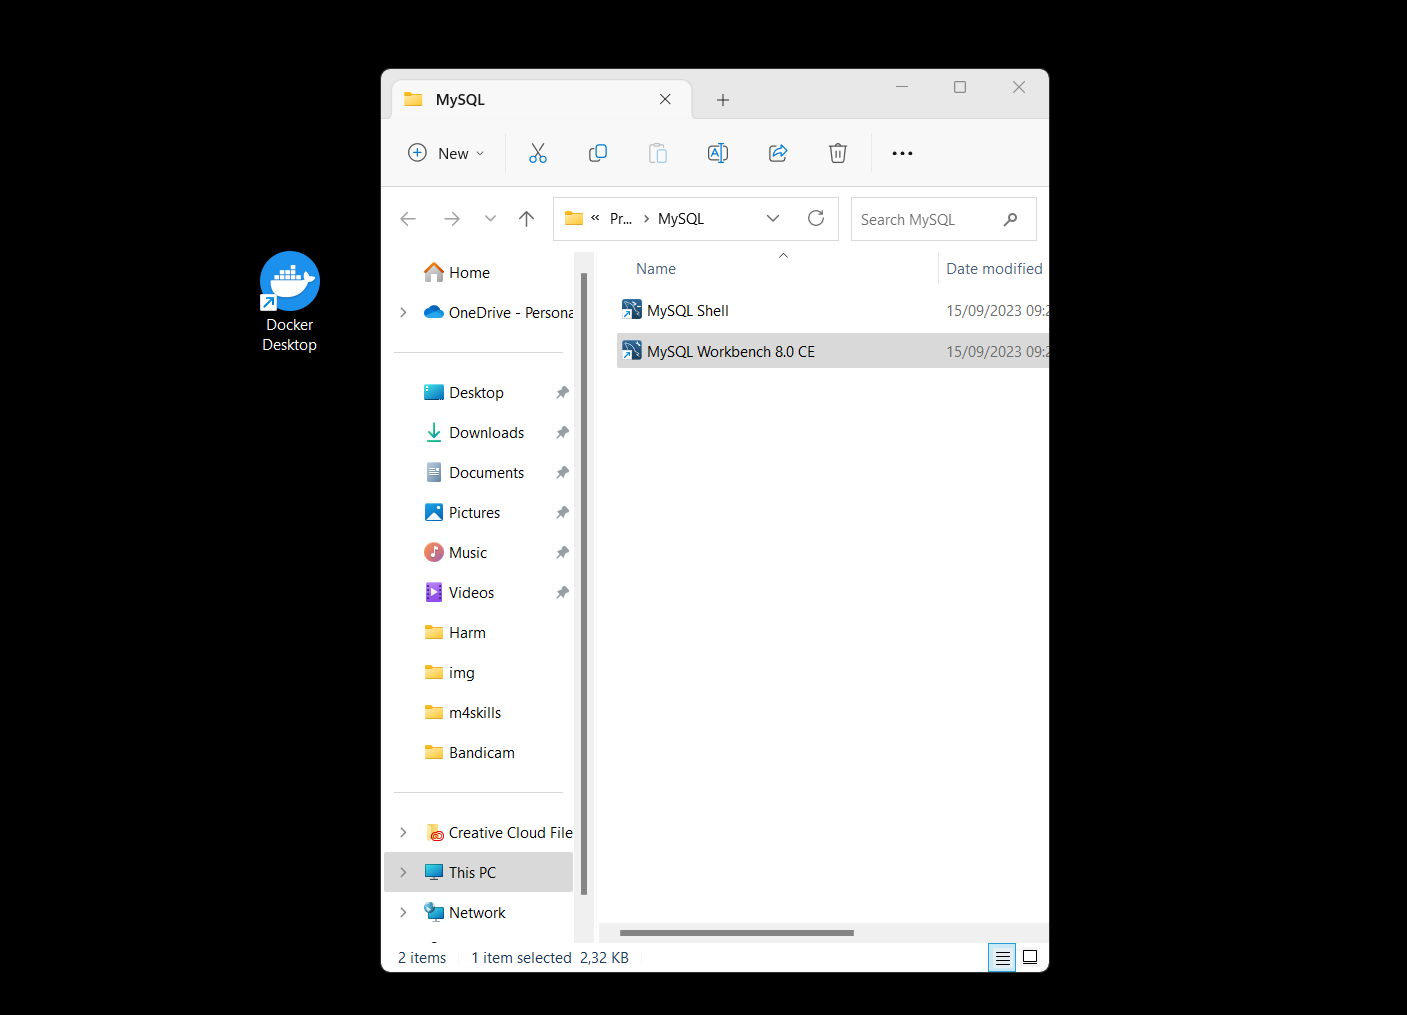 MySQL
New
« Pr... > MySQL
Search MySQL
Docker
Desktop
Home
OneDrive - Persona
Desktop
Downloads
Documents
Pictures
Music
Videos
Harm
img
m4skills
Bandicam
Creative Cloud File
This PC
Network
Name
Date modified
MySQL Shell
15/09/2023 09:2
MySQL Workbench 8.0 CE
15/09/2023 09:2
2 items
1 item selected 2,32 KB